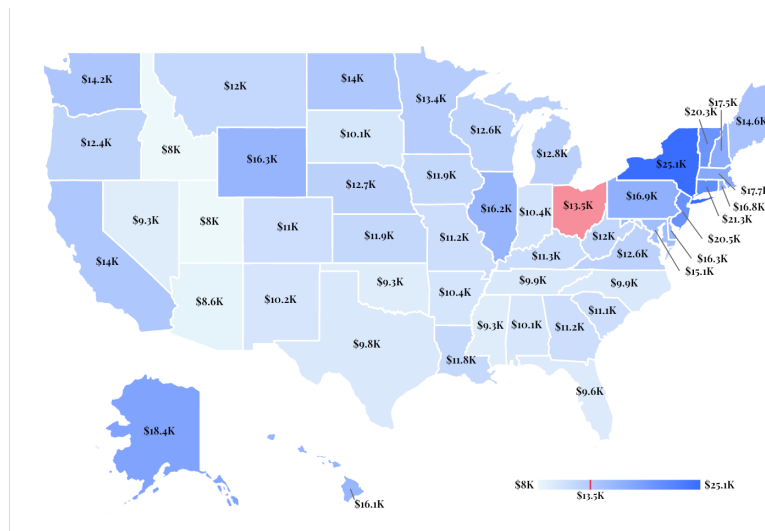 $14.2K
$12K
$14K
$13.4K
$17.5K
$20.3K
$14.6K
$12.4K
$8K
$16.3K
$10.1K
$12.6K
$12.8K
$25.1K
$17.7K
$16.8K
$21.3K
$20.5K
$16.3K
$15.1K
$9.3K
$8K
$11K
$12.7K
$11.9K
$11.9K
$16.2K
$10.4K
$13.5K
$16.9K
$12K
$12.6K
$14K
$8.6K
$10.2K
$9.3K
$11.2K
$10.4K
$11.3K
$9.9K
$9.9K
$11.1K
$9.8K
$11.8K
$9.3K
$10.1K
$11.2K
$9.6K
$18.4K
$16.1K
$8K
$25.1K
$13.5K